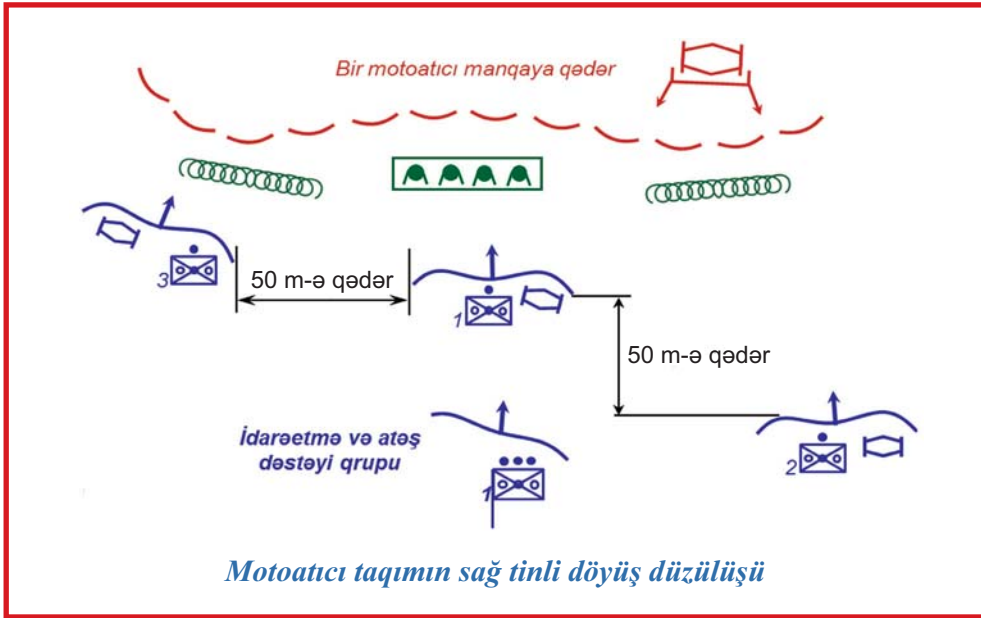 Bir motoatıcı manqaya qədər
3
50 m-ə qədər
1
50 m-ə qədər
İdarəetmə və atəş
dəstəyi qrupu
1
2
Motoatıcı taqımın sağ tinli döyüş düzülüşü